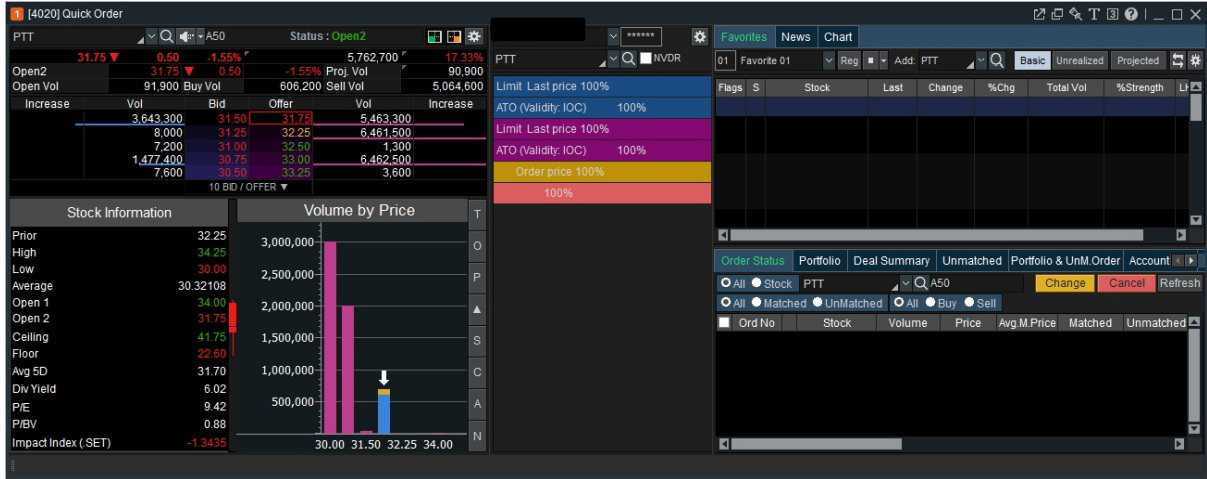 1 [4020] Quick Order T 3
PTT A50 Status : Open2
31.75 ▼ 0.50 -1.55% 5,762,700 17.33%
Open2 31.75 ▼ 0.50 -1.55% Proj. Vol 90,900
Open Vol 91,900 Buy Vol 606,200 Sell Vol 5,064,600
Increase Vol Bid Offer Vol Increase
3,643,300 31.50 31.75 5,463,300
8,000 31.25 32.25 6,461,500
7,200 31.00 32.50 1,300
1,477,400 30.75 33.00 6,462,500
7,600 30.50 33.25 3,600
10 BID / OFFER ▼
Stock Information
Prior 32.25
High 34.25
Low 30.00
Average 30.32108
Open 1 34.00
Open 2 31.75
Ceiling 41.75
Floor 22.60
Avg 5D 31.70
Div Yield 6.02
P/E 9.42
P/BV 0.88
Impact Index (.SET) -1.3435
Volume by Price
3,000,000
2,500,000
2,000,000
1,500,000
1,000,000
500,000
30.00 31.50 32.25 34.00
T
O
P
▲
S
C
A
N
******
PTT NVDR
Limit Last price 100%
ATO (Validity: IOC) 100%
Limit Last price 100%
ATO (Validity: IOC) 100%
Order price 100%
100%
Favorites News Chart
01 Favorite 01 Reg Add: PTT Basic Unrealized Projected
Flags S Stock Last Change %Chg Total Vol %Strength
Order Status Portfolio Deal Summary Unmatched Portfolio & UnM.Order Account
All Stock PTT A50 Change Cancel Refresh
All Matched UnMatched All Buy Sell
Ord No Stock Volume Price Avg.M.Price Matched Unmatched